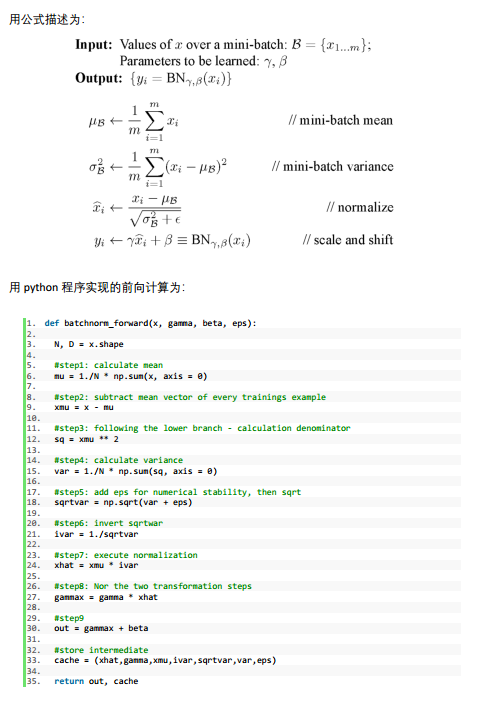 用公式描述为：
Input: Values of x over a mini-batch: B = {x1...m};
Parameters to be learned: γ, β
Output: {yi = BNγ,β(xi)}
μB ← 1/m ∑_{i=1}^{m} xi // mini-batch mean
σ²B ← 1/m ∑_{i=1}^{m} (xi − μB)² // mini-batch variance
x̂i ← (xi − μB) / √(σ²B + ϵ) // normalize
yi ← γx̂i + β ≡ BNγ,β(xi) // scale and shift
用 python 程序实现的前向计算为：
1. def batchnorm_forward(x, gamma, beta, eps):
2.
3. N, D = x.shape
4.
5. #step1: calculate mean
6. mu = 1./N * np.sum(x, axis = 0)
7.
8. #step2: subtract mean vector of every trainings example
9. xmu = x - mu
10.
11. #step3: following the lower branch - calculation denominator
12. sq = xmu ** 2
13.
14. #step4: calculate variance
15. var = 1./N * np.sum(sq, axis = 0)
16.
17. #step5: add eps for numerical stability, then sqrt
18. sqrtvar = np.sqrt(var + eps)
19.
20. #step6: invert sqrtwar
21. ivar = 1./sqrtvar
22.
23. #step7: execute normalization
24. xhat = xmu * ivar
25.
26. #step8: Nor the two transformation steps
27. gammax = gamma * xhat
28.
29. #step9
30. out = gammax + beta
31.
32. #store intermediate
33. cache = (xhat,gamma,xmu,ivar,sqrtvar,var,eps)
34.
35. return out, cache